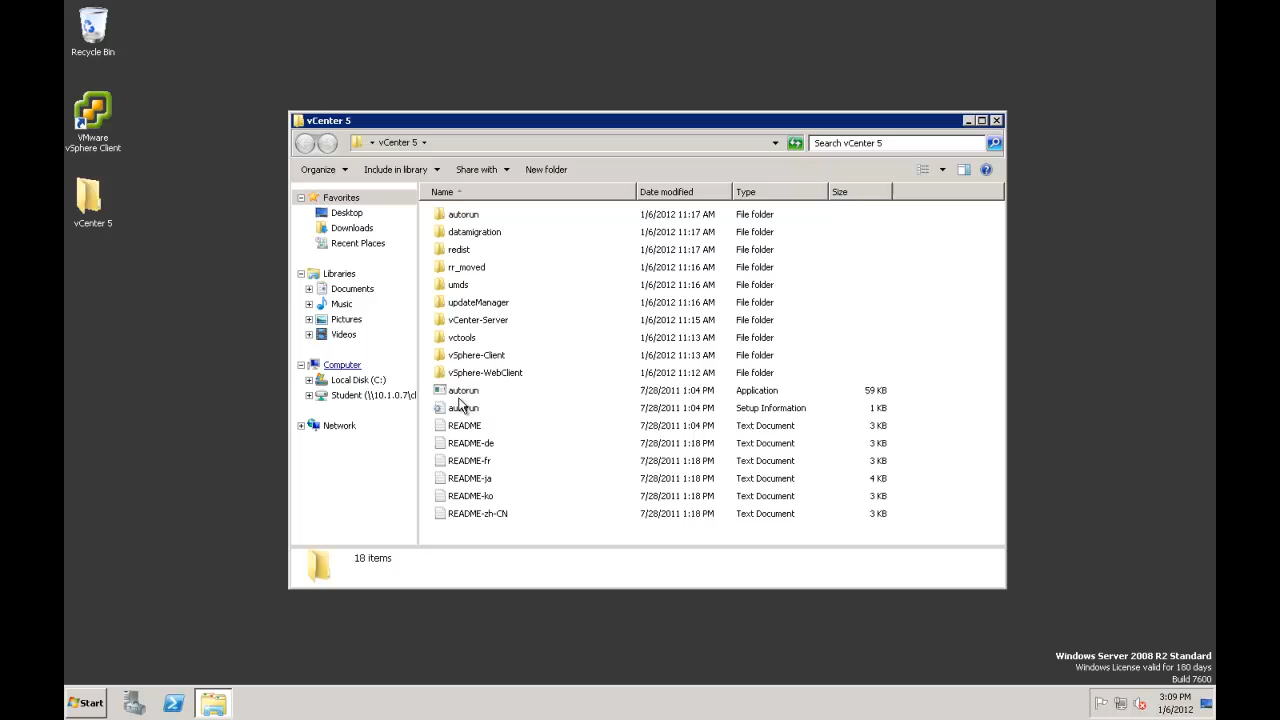 Recycle Bin
VMware
vSphere Client
vCenter 5
vCenter 5
vCenter 5
Search vCenter 5
Organize Include in library Share with New folder
Name Date modified Type Size
Favorites
Desktop
Downloads
Recent Places
Libraries
Documents
Music
Pictures
Videos
Computer
Local Disk (C:)
Student (\\10.1.0.7\cl
Network
autorun 1/6/2012 11:17 AM File folder
datamigration 1/6/2012 11:17 AM File folder
redist 1/6/2012 11:17 AM File folder
rr_moved 1/6/2012 11:16 AM File folder
umds 1/6/2012 11:16 AM File folder
updateManager 1/6/2012 11:16 AM File folder
vCenter-Server 1/6/2012 11:15 AM File folder
vctools 1/6/2012 11:13 AM File folder
vSphere-Client 1/6/2012 11:13 AM File folder
vSphere-WebClient 1/6/2012 11:12 AM File folder
autorun 7/28/2011 1:04 PM Application 59 KB
autorun 7/28/2011 1:04 PM Setup Information 1 KB
README 7/28/2011 1:04 PM Text Document 3 KB
README-de 7/28/2011 1:18 PM Text Document 3 KB
README-fr 7/28/2011 1:18 PM Text Document 3 KB
README-ja 7/28/2011 1:18 PM Text Document 4 KB
README-ko 7/28/2011 1:18 PM Text Document 3 KB
README-zh-CN 7/28/2011 1:18 PM Text Document 3 KB
18 items
Windows Server 2008 R2 Standard
Windows License valid for 180 days
Build 7600
Start
3:09 PM
1/6/2012